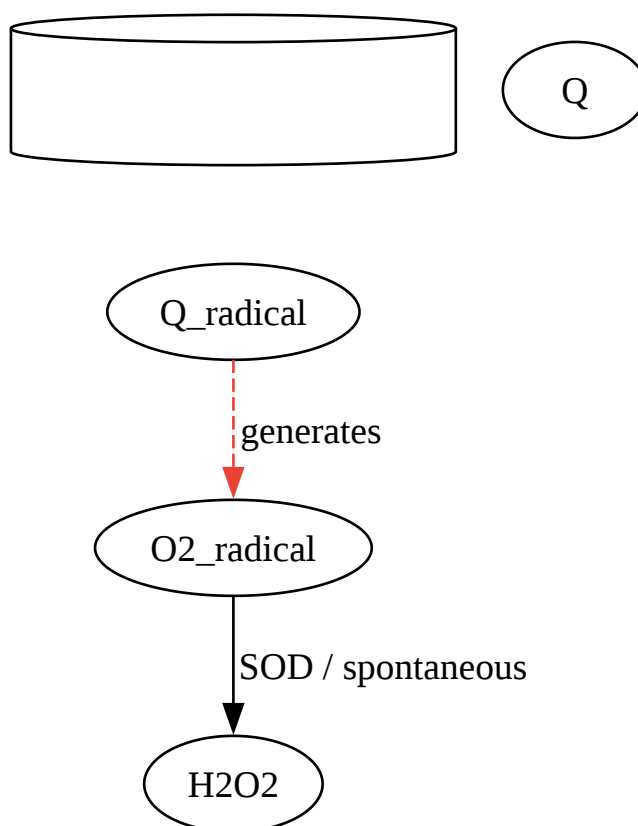 Q
Q_radical
generates
O2_radical
SOD / spontaneous
H2O2